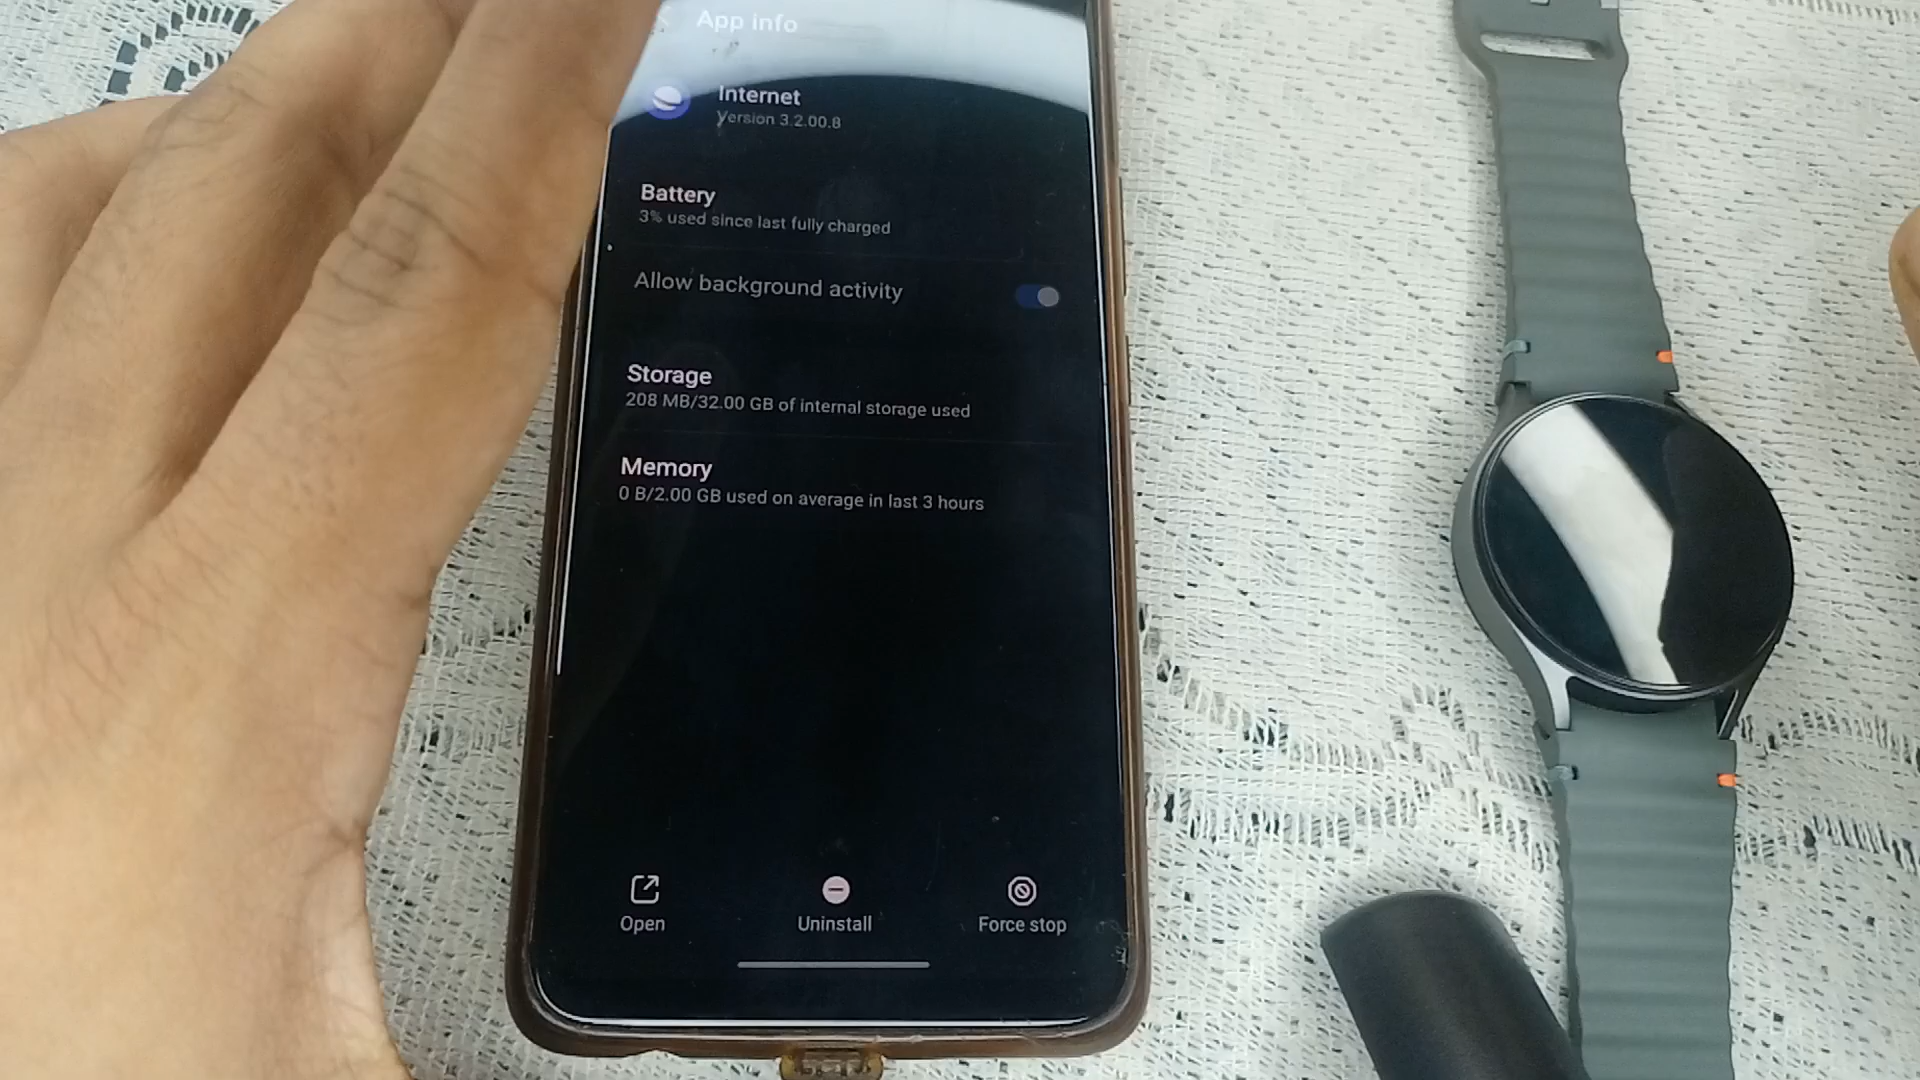 App info
Internet
Version 3.2.00.8
Battery
3% used since last fully charged
Allow background activity
Storage
208 MB/32.00 GB of internal storage used
Memory
0 B/2.00 GB used on average in last 3 hours
Open
Uninstall
Force stop